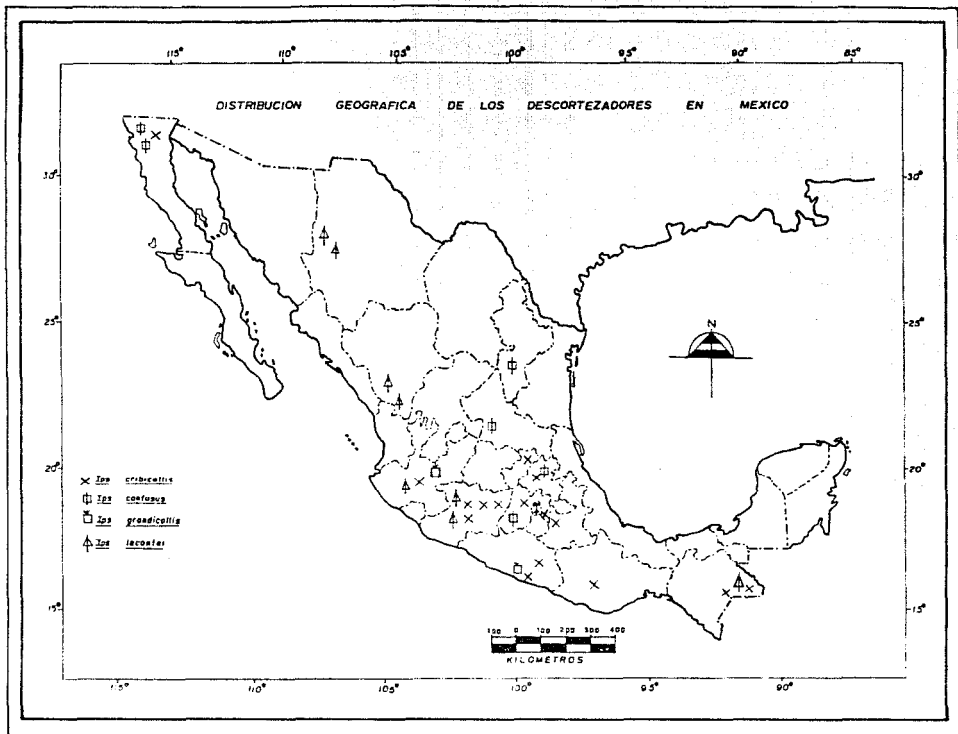 115° 110° 105° 100° 95° 90° 85°
DISTRIBUCION GEOGRAFICA DE LOS DESCORTEZADORES EN MEXICO
30° 30°
N
25° 25°
20° 20°
Ips cribicollis
Ips confusus
Ips grandicollis
Ips lecontei
15° 15°
100 0 100 200 300 400
KILOMETROS
115° 110° 105° 100° 95° 90°